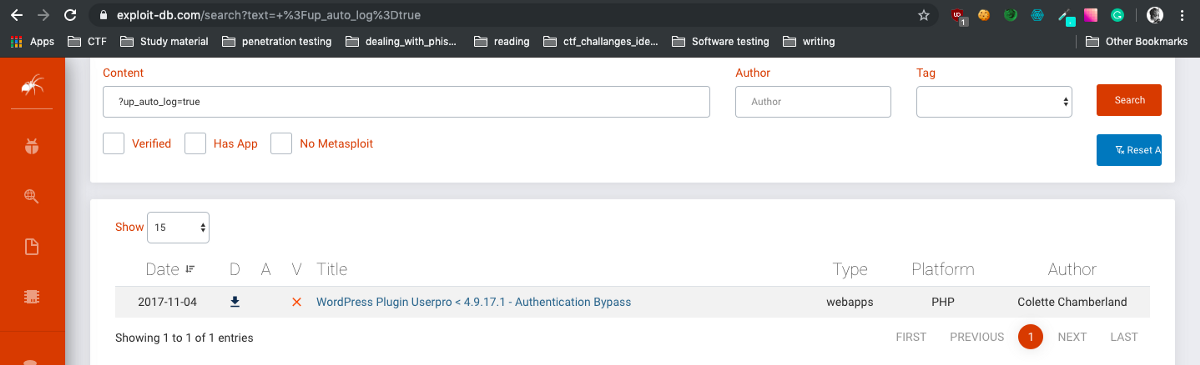 exploit-db.com/search?text=+%3Fup_auto_log%3Dtrue
UD
1
Apps CTF Study material penetration testing dealing_with_phis... reading ctf_challanges_ide... Software testing writing Other Bookmarks
Content Author Tag
?up_auto_log=true Author Search
Verified Has App No Metasploit Reset A
Show 15
Date D A V Title Type Platform Author
2017-11-04 WordPress Plugin Userpro < 4.9.17.1 - Authentication Bypass webapps PHP Colette Chamberland
Showing 1 to 1 of 1 entries FIRST PREVIOUS 1 NEXT LAST